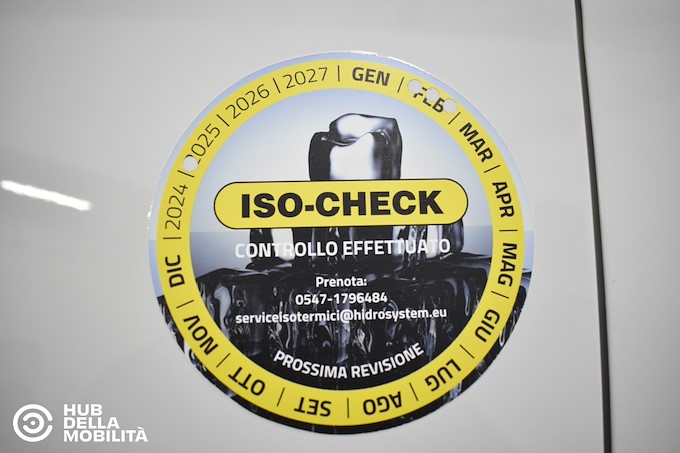 2024 | 2025 | 2026 | 2027 | GEN | FEB | MAR | APR | MAG | GIU | LUG | AGO | SET | OTT | NOV | DIC |
ISO-CHECK
CONTROLLO EFFETTUATO
Prenota:
0547-1796484
serviceisotermici@hidrosystem.eu
PROSSIMA REVISIONE
HUB
DELLA
MOBILITÀ